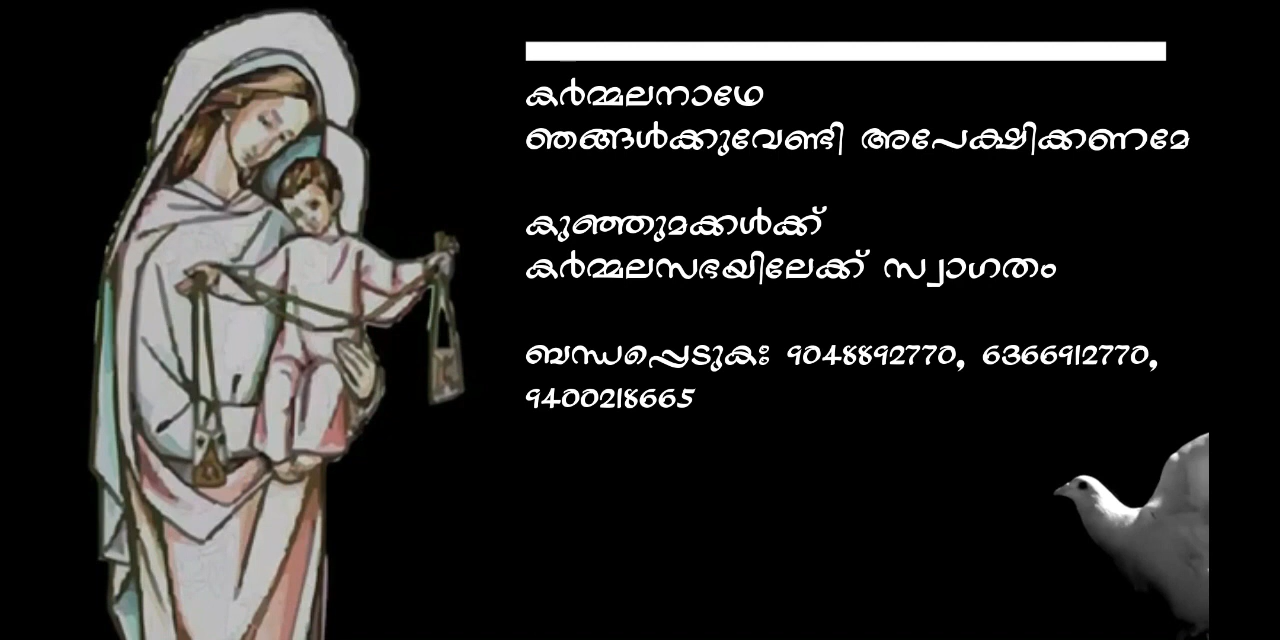 കർമ്മലനാഥേ
ഞങ്ങൾക്കുവേണ്ടി അപേക്ഷിക്കണമേ
കുഞ്ഞുമക്കൾക്ക്
കർമ്മലസഭയിലേക്ക് സ്വാഗതം
ബന്ധപ്പെടുകഃ 9048892770, 6366912770,
9400218665